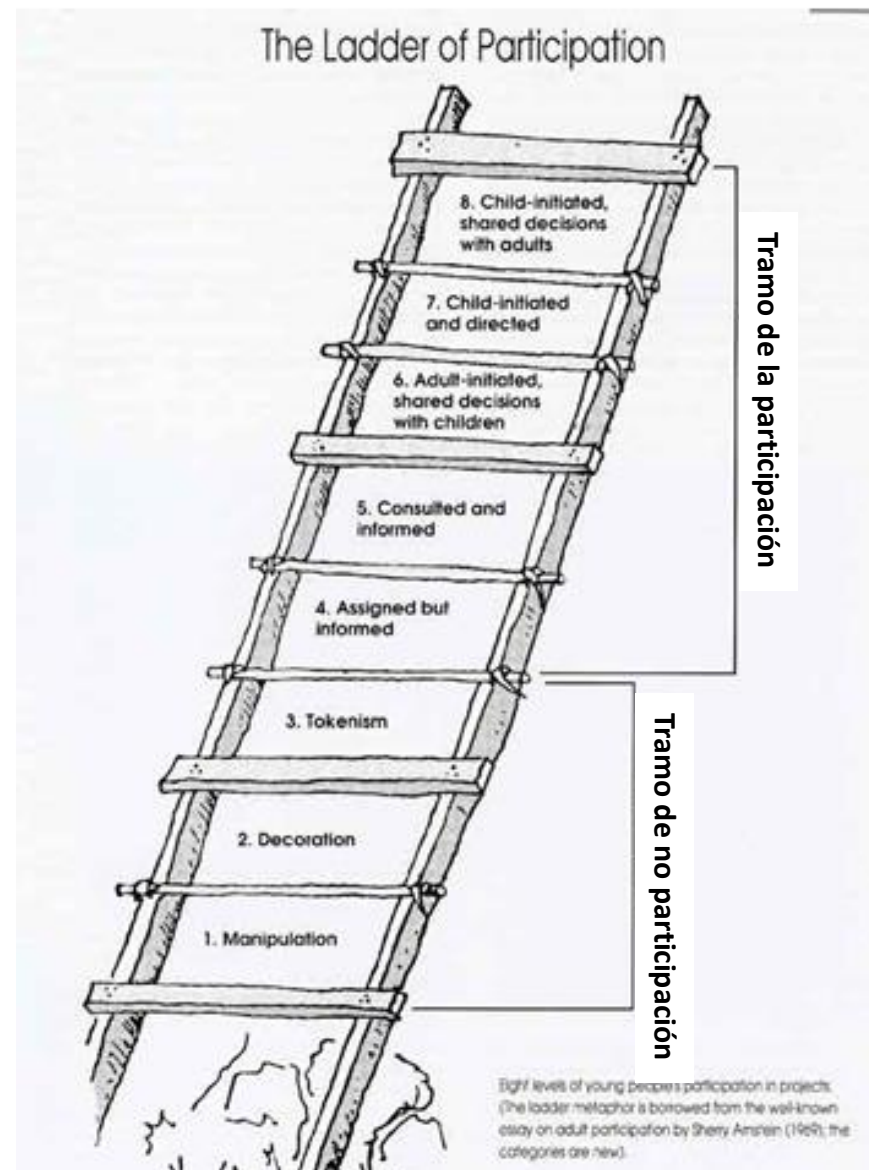 The Ladder of Participation
8. Child-initiated,
shared decisions
with adults
7. Child-initiated
and directed
6. Adult-initiated,
shared decisions
with children
5. Consulted and
informed
4. Assigned but
informed
3. Tokenism
2. Decoration
1. Manipulation
Tramo de la participación
Tramo de no participación
Eight levels of young people's participation in projects.
(The ladder metaphor is borrowed from the well-known
essay on adult participation by Sherry Arnstein (1969); the
categories are new).